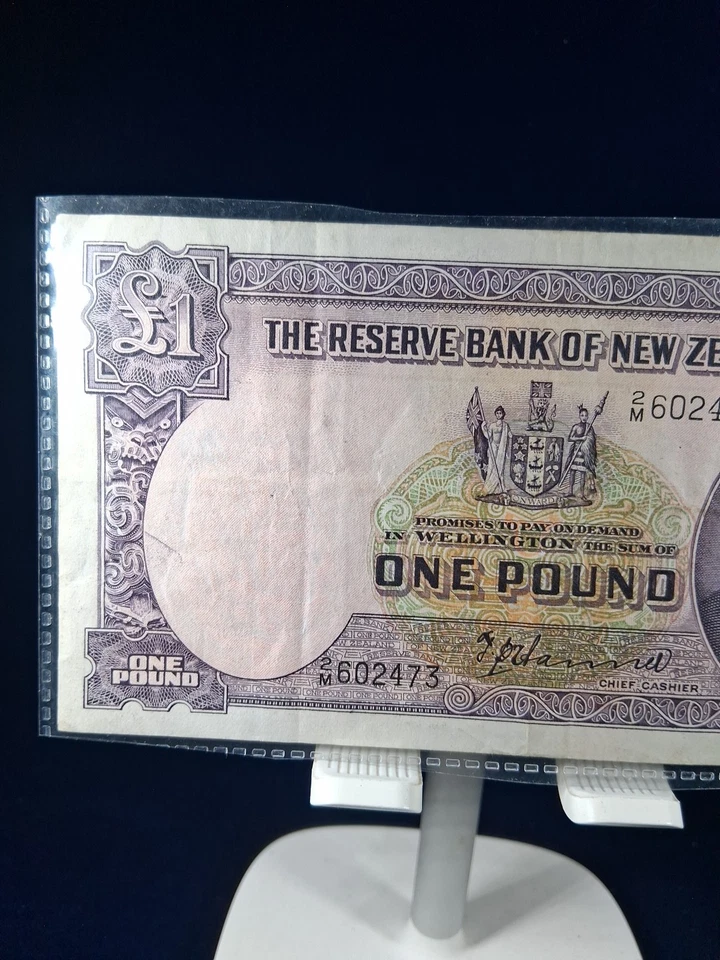 £1
THE RESERVE BANK OF NEW ZE
2/M 6024
ONWARD
PROMISES TO PAY ON DEMAND
IN WELLINGTON THE SUM OF
ONE POUND
2/M 602473
ONE
POUND
CHIEF CASHIER